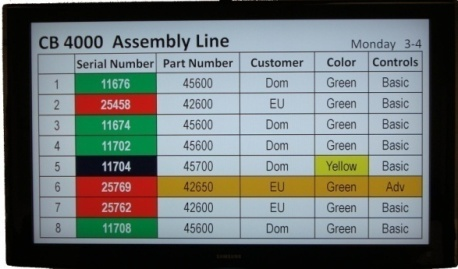 CB 4000 Assembly Line
Monday 3-4
Serial Number Part Number Customer Color Controls
1 11676 45600 Dom Green Basic
2 25458 42600 EU Green Basic
3 11674 45600 Dom Green Basic
4 11702 45600 Dom Green Basic
5 11704 45700 Dom Yellow Basic
6 25769 42650 EU Green Adv
7 25762 42600 EU Green Basic
8 11708 45600 Dom Green Basic